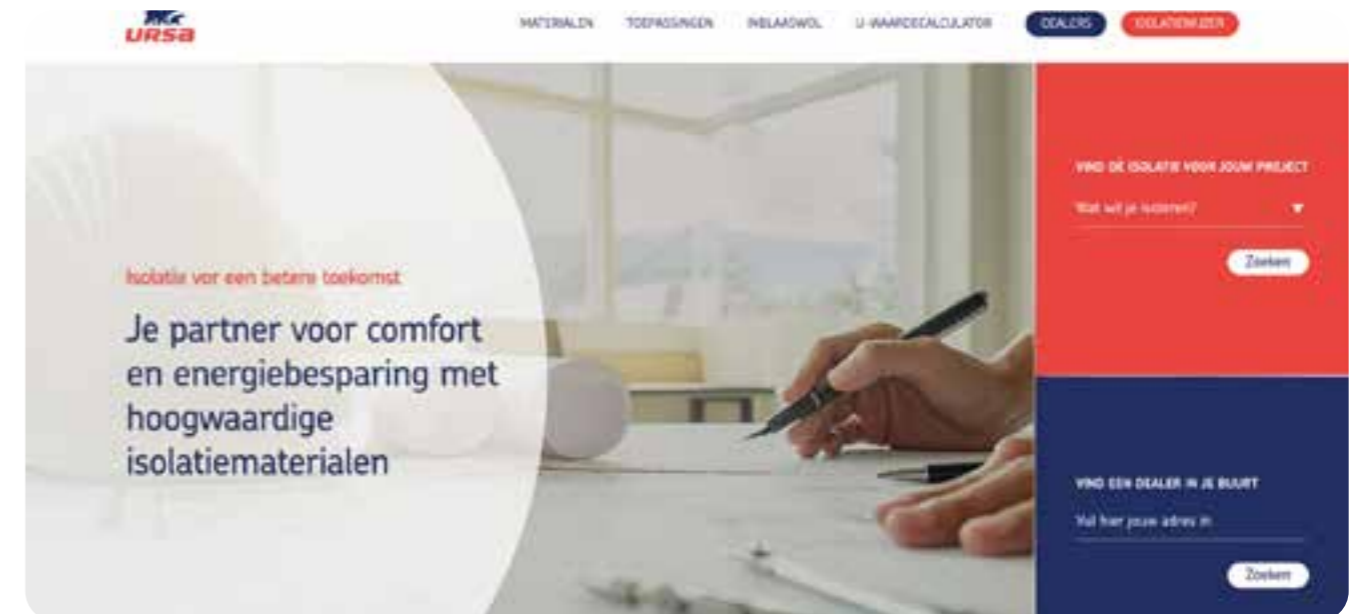 URSA
MATERIALEN TOEPASSINGEN INBLAASWOL U-WAARDECALCULATOR DEALERS ISOLATIEWIJZER
Isolatie vor een betere toekomst
Je partner voor comfort
en energiebesparing met
hoogwaardige
isolatiematerialen
VIND DÉ ISOLATIE VOOR JOUW PROJECT
Wat wil je isoleren?
Zoeken
VIND EEN DEALER IN JE BUURT
Vul hier jouw adres in
Zoeken